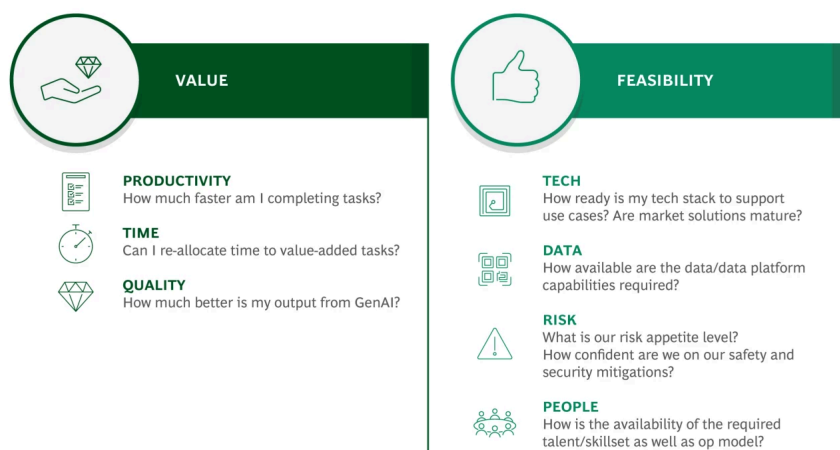 VALUE
PRODUCTIVITY
How much faster am I completing tasks?
TIME
Can I re-allocate time to value-added tasks?
QUALITY
How much better is my output from GenAI?
FEASIBILITY
TECH
How ready is my tech stack to support
use cases? Are market solutions mature?
DATA
How available are the data/data platform
capabilities required?
RISK
What is our risk appetite level?
How confident are we on our safety and
security mitigations?
PEOPLE
How is the availability of the required
talent/skillset as well as op model?